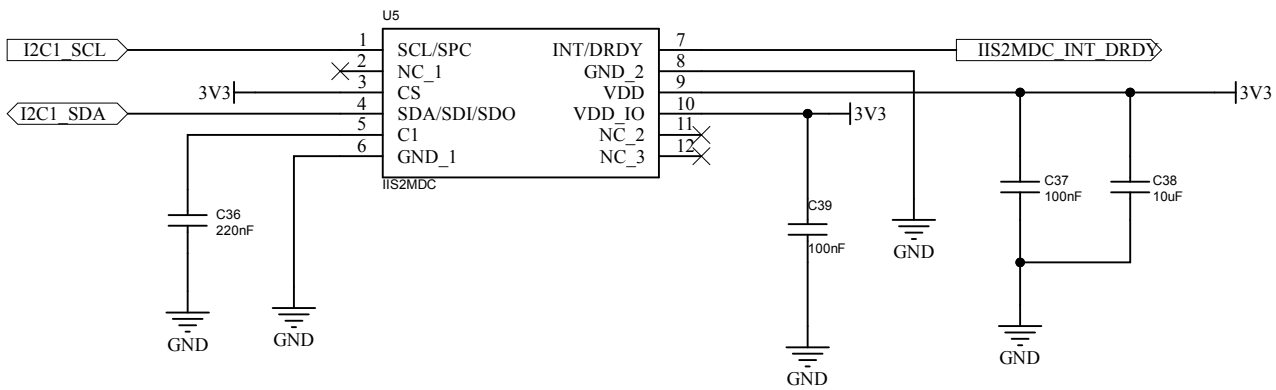 U5
I2C1_SCL
1
SCL/SPC
INT/DRDY
7
IIS2MDC_INT_DRDY
2
NC_1
GND_2
8
3V3
3
CS
VDD
9
3V3
I2C1_SDA
4
SDA/SDI/SDO
VDD_IO
10
3V3
5
C1
NC_2
11
6
GND_1
NC_3
12
IIS2MDC
C36
220nF
C39
100nF
C37
100nF
C38
10uF
GND
GND
GND
GND
GND